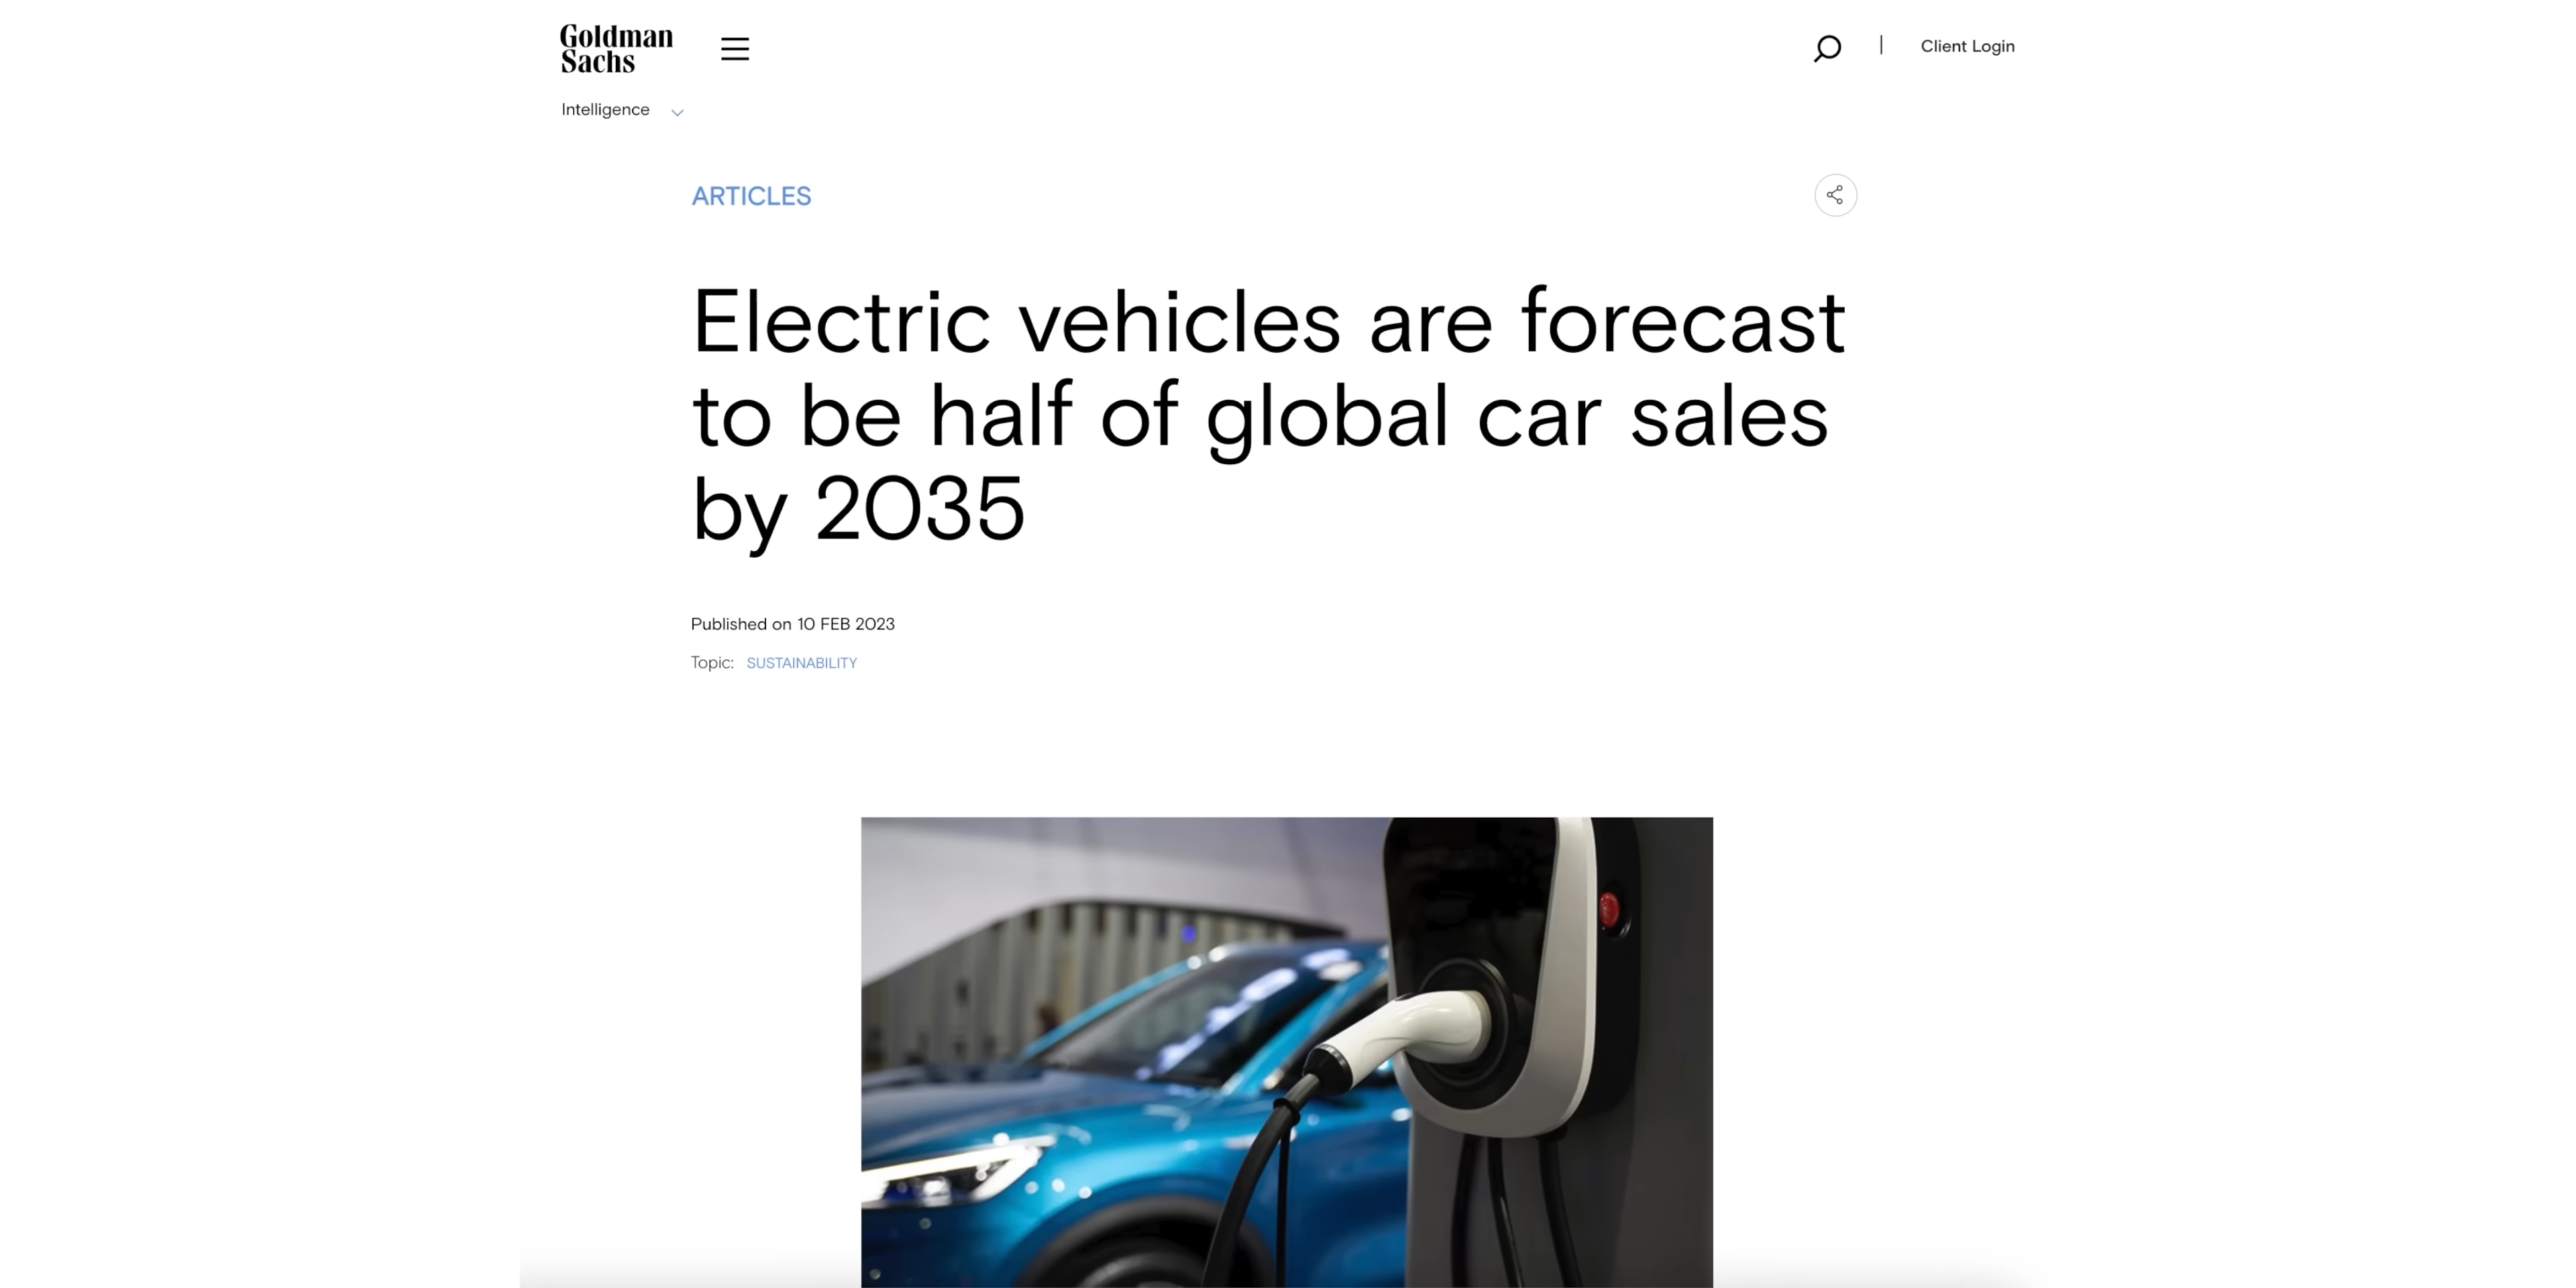 Goldman
Sachs
Client Login
Intelligence
ARTICLES
Electric vehicles are forecast
to be half of global car sales
by 2035
Published on 10 FEB 2023
Topic: SUSTAINABILITY